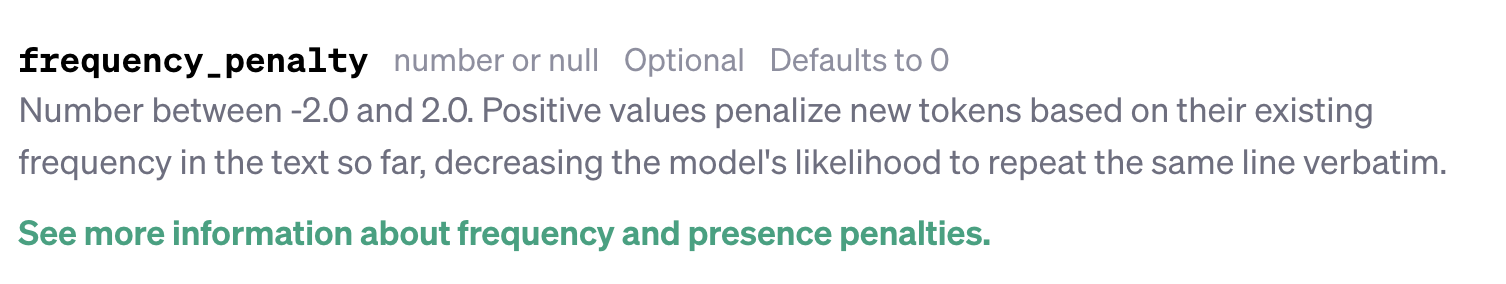 frequency_penalty number or null Optional Defaults to 0
Number between -2.0 and 2.0. Positive values penalize new tokens based on their existing
frequency in the text so far, decreasing the model's likelihood to repeat the same line verbatim.
See more information about frequency and presence penalties.